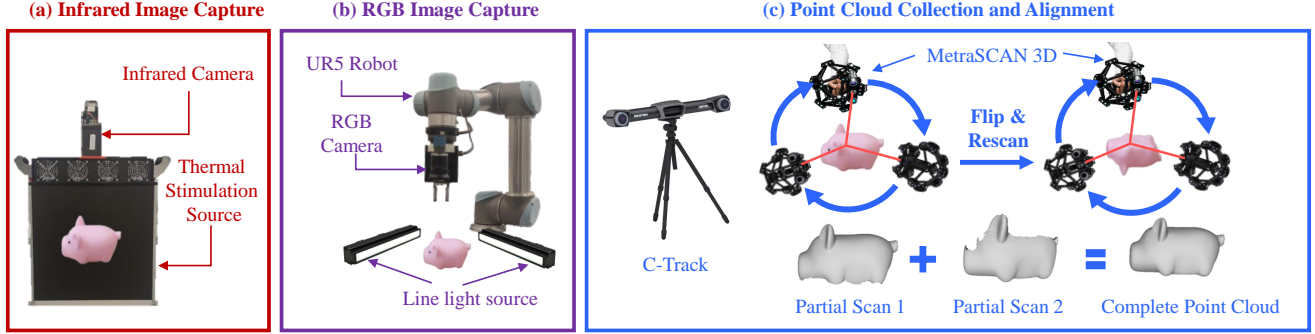 (a) Infrared Image Capture
Infrared Camera
Thermal
Stimulation
Source
(b) RGB Image Capture
UR5 Robot
RGB
Camera
Line light source
(c) Point Cloud Collection and Alignment
MetraSCAN 3D
Flip &
Rescan
C-Track
+
=
Partial Scan 1
Partial Scan 2
Complete Point Cloud